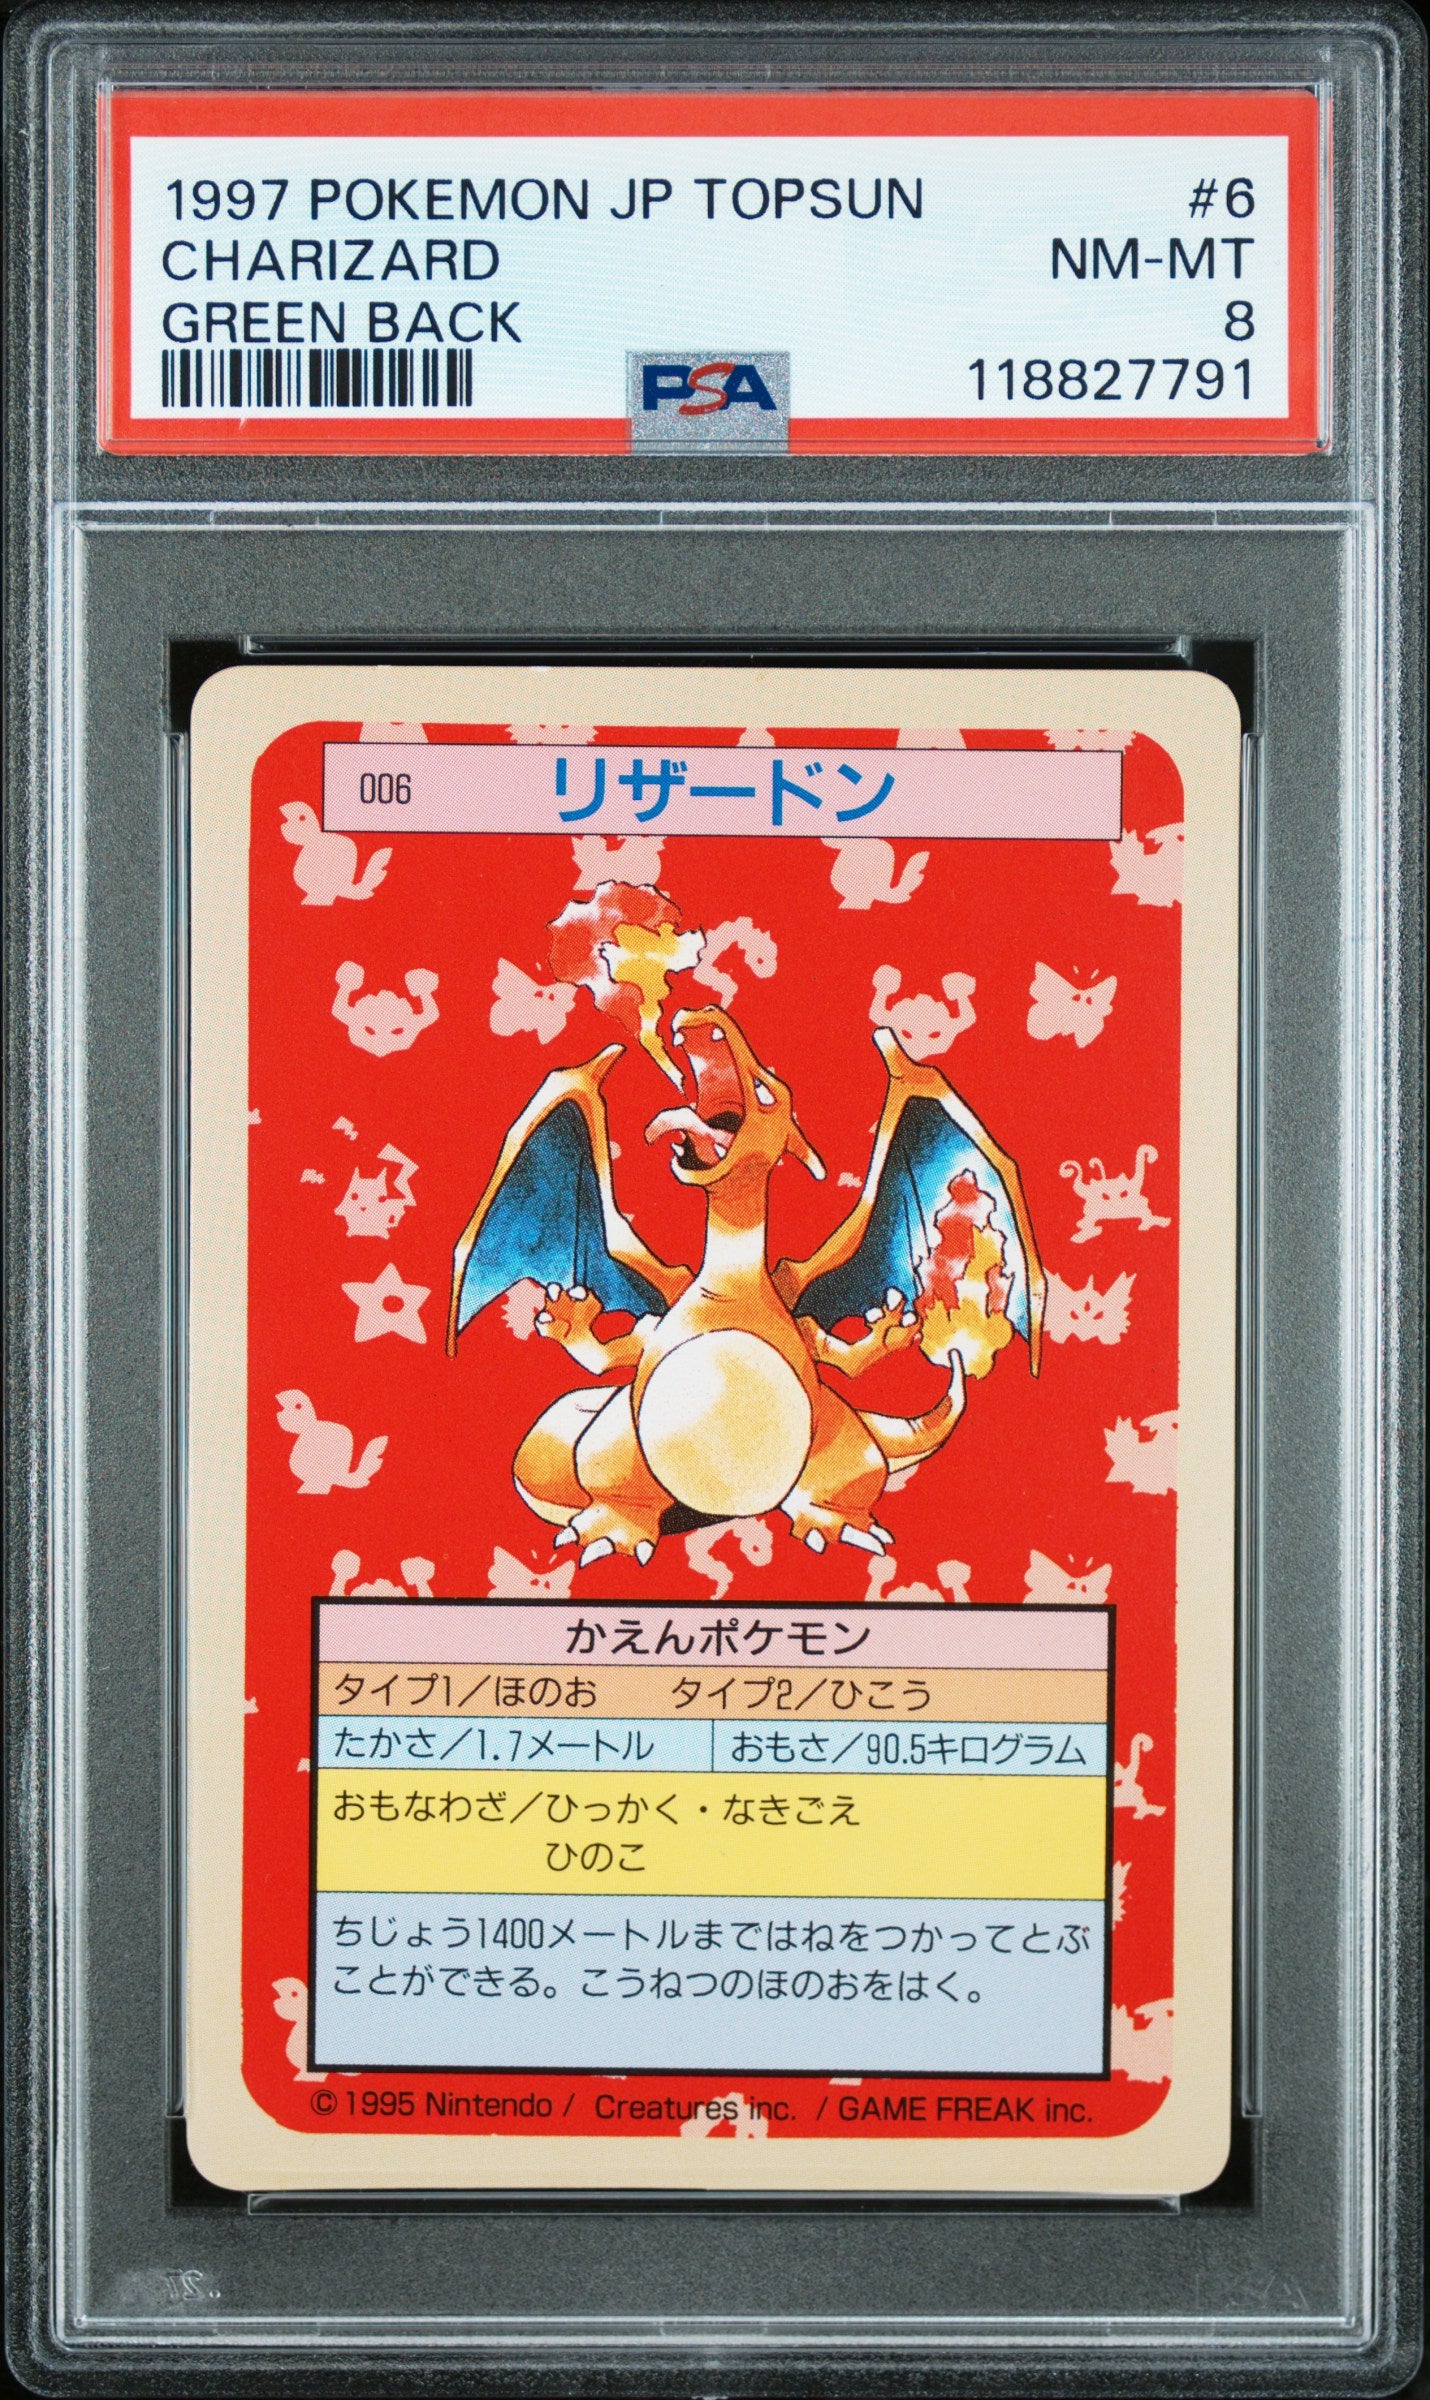 1997 POKEMON JP TOPSUN #6
CHARIZARD NM-MT
GREEN BACK 8
PSA 118827791
006 リザードン
かえんポケモン
タイプ1/ほのお タイプ2/ひこう
たかさ/1.7メートル おもさ/90.5キログラム
おもなわざ/ひっかく・なきごえ
ひのこ
ちじょう1400メートルまではねをつかってとぶ
ことができる。こうねつのほのおをはく。
©1995 Nintendo / Creatures inc. / GAME FREAK inc.